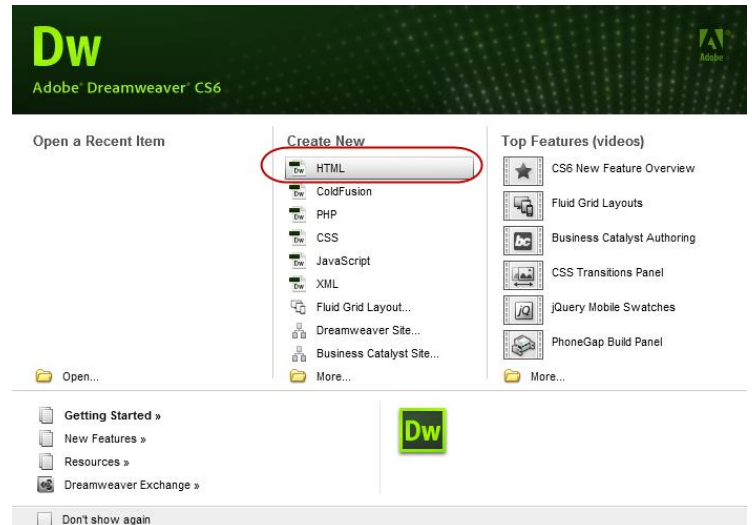 Dw
Adobe® Dreamweaver® CS6
Adobe®
Open a Recent Item
Open...
Create New
HTML
ColdFusion
PHP
CSS
JavaScript
XML
Fluid Grid Layout...
Dreamweaver Site...
Business Catalyst Site...
More...
Top Features (videos)
CS6 New Feature Overview
Fluid Grid Layouts
bc Business Catalyst Authoring
CSS Transitions Panel
jQ jQuery Mobile Swatches
PhoneGap Build Panel
More...
Getting Started »
New Features »
Resources »
Dreamweaver Exchange »
Dw
Don't show again